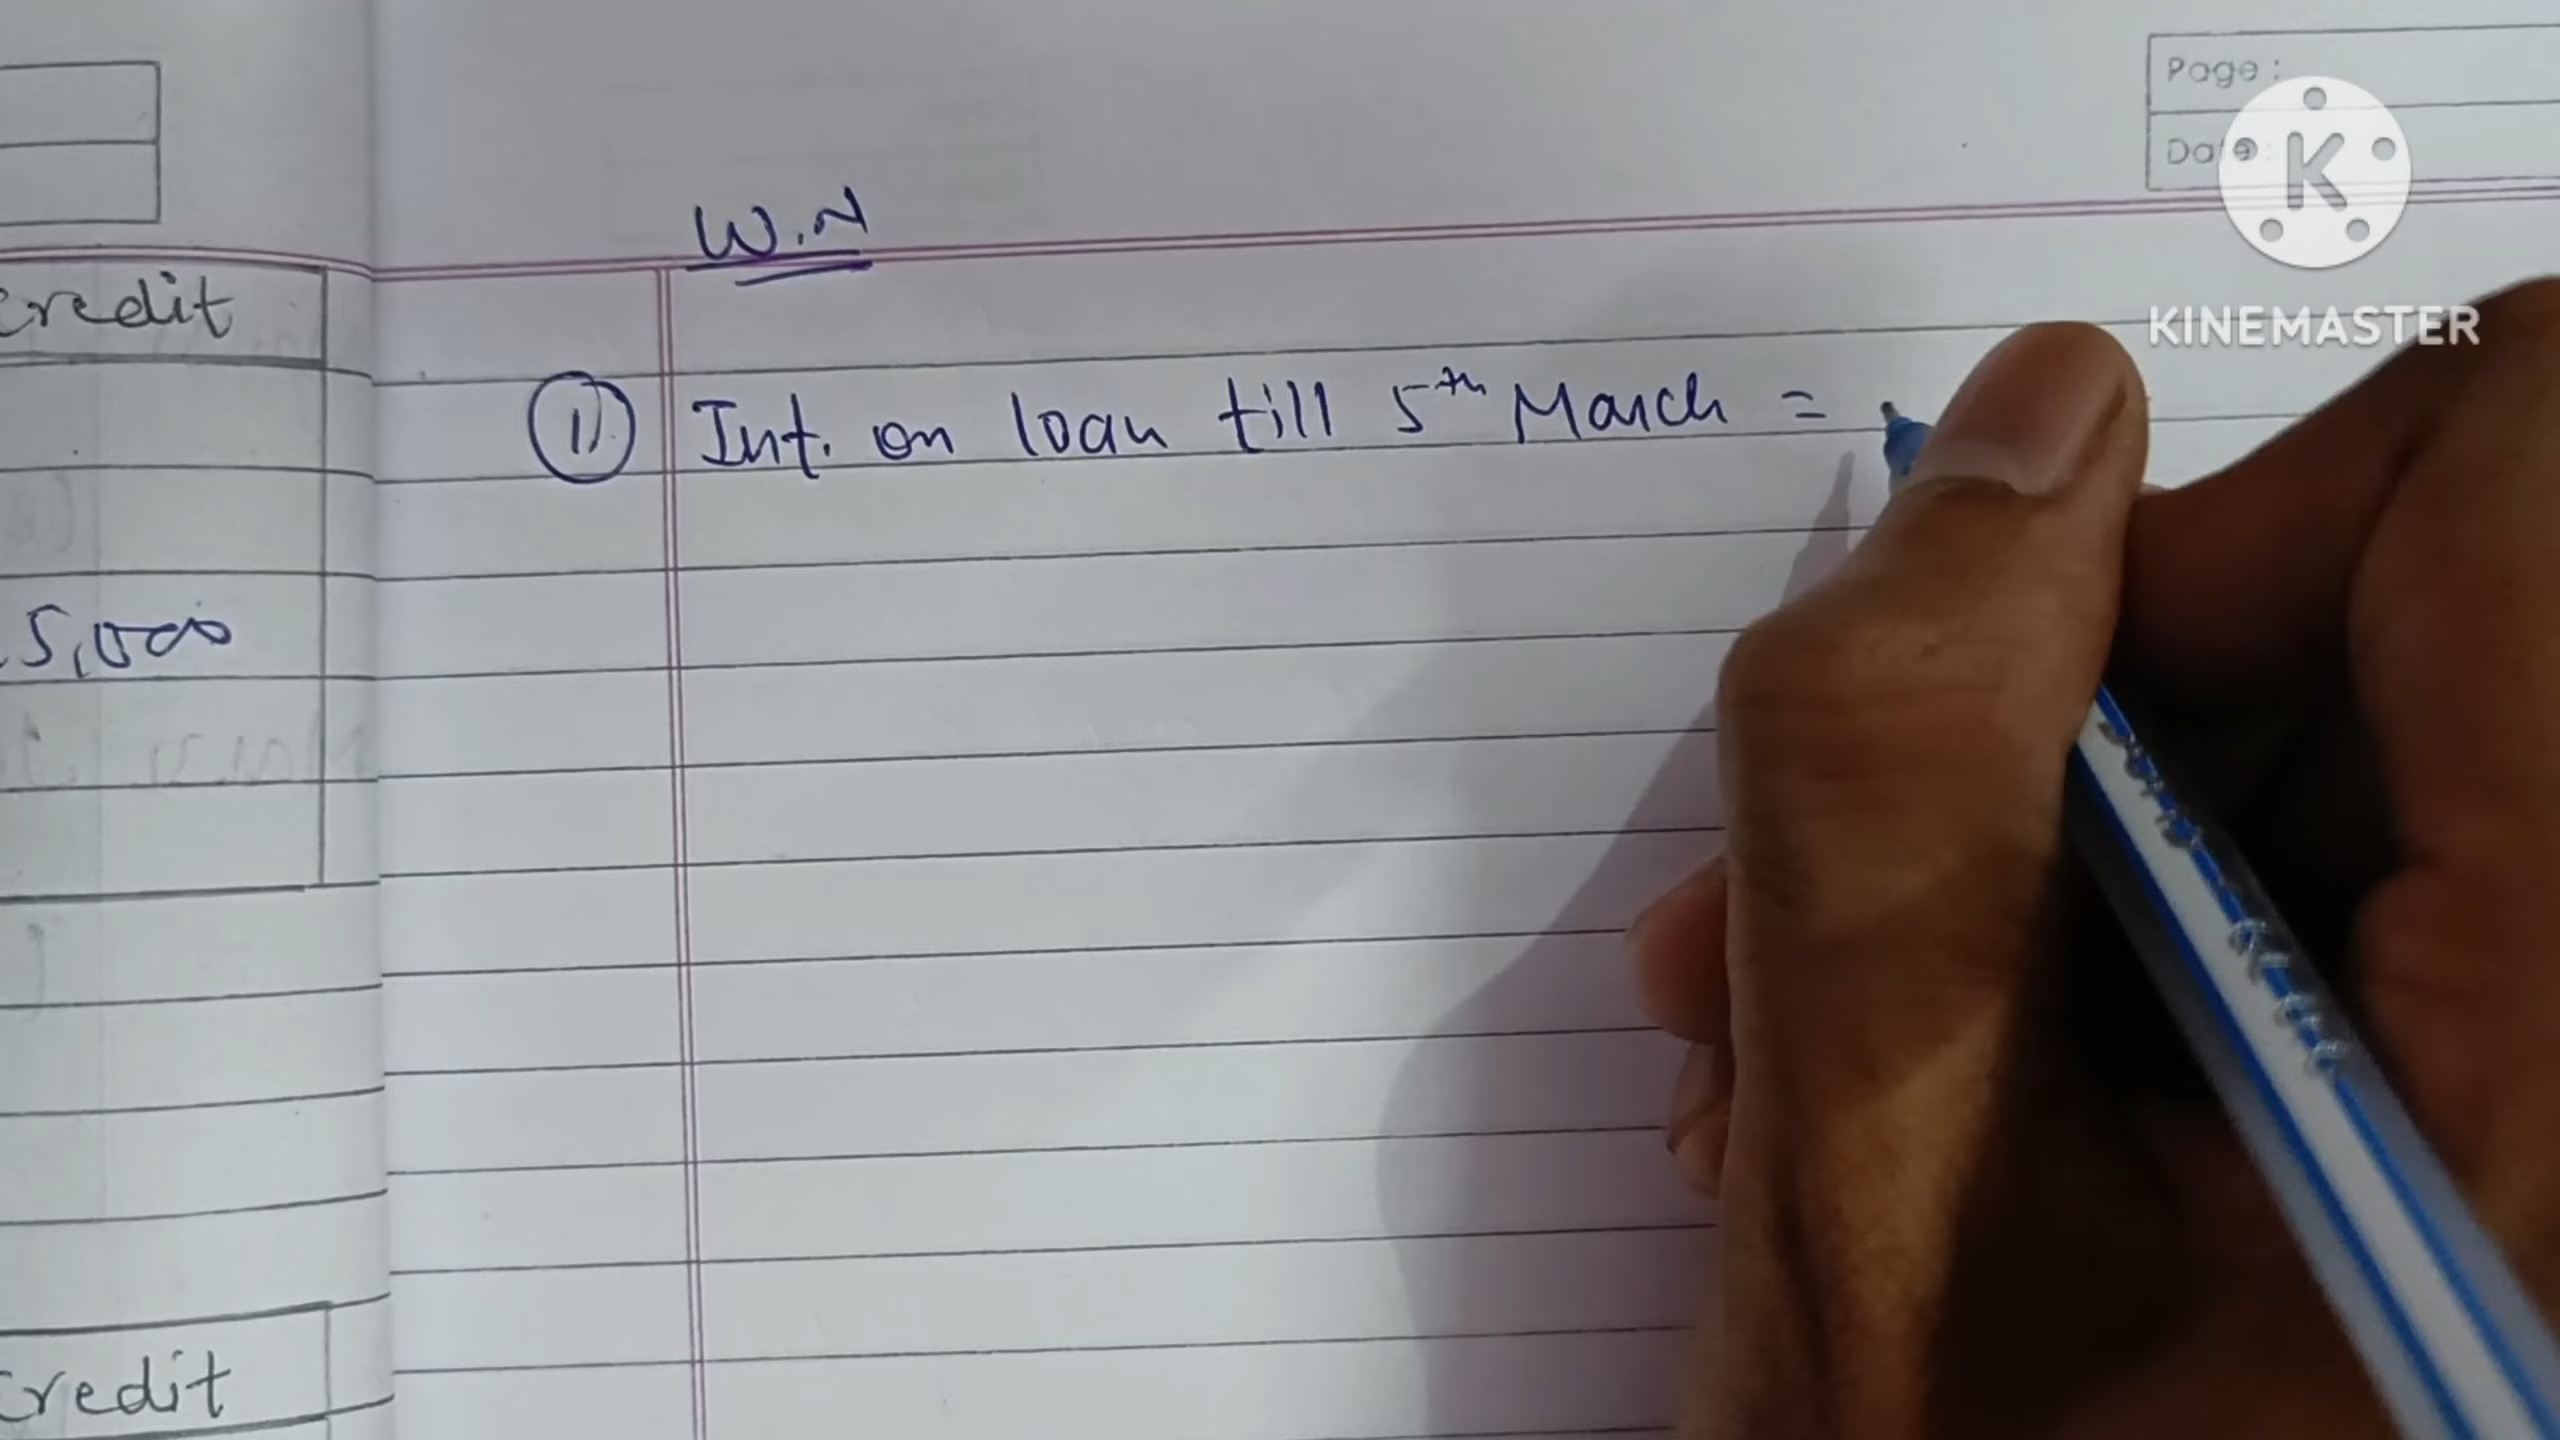 Page :
Date
K
KINEMASTER
W.N
credit
① Int. on loan till 5th March =
5,000
credit